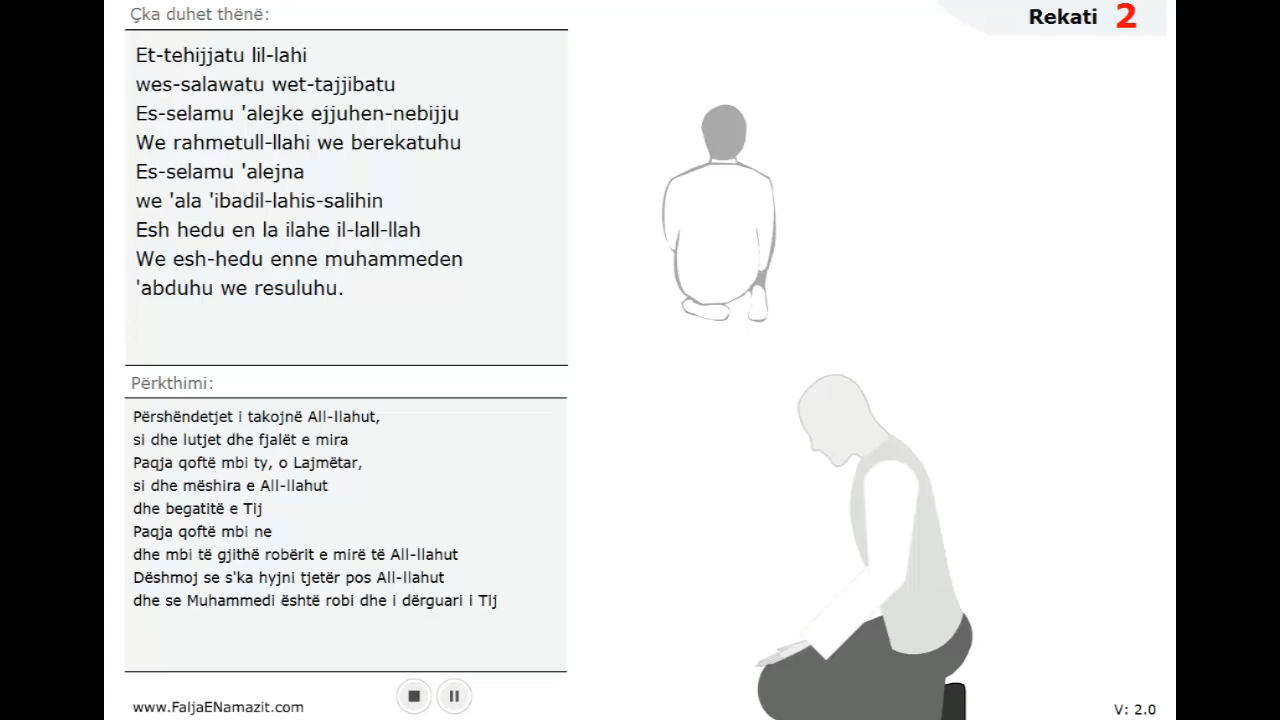 Çka duhet thënë:
Rekati 2
Et-tehijjatu lil-lahi
wes-salawatu wet-tajjibatu
Es-selamu 'alejke ejjuhen-nebijju
We rahmetull-llahi we berekatuhu
Es-selamu 'alejna
we 'ala 'ibadil-lahis-salihin
Esh hedu en la ilahe il-lall-llah
We esh-hedu enne muhammeden
'abduhu we resuluhu.
Përkthimi:
Përshëndetjet i takojnë All-llahut,
si dhe lutjet dhe fjalët e mira
Paqja qoftë mbi ty, o Lajmëtar,
si dhe mëshira e All-llahut
dhe begatitë e Tij
Paqja qoftë mbi ne
dhe mbi të gjithë robërit e mirë të All-llahut
Dëshmoj se s'ka hyjni tjetër pos All-llahut
dhe se Muhammedi është robi dhe i dërguari i Tij
www.FaljaENamazit.com
V: 2.0